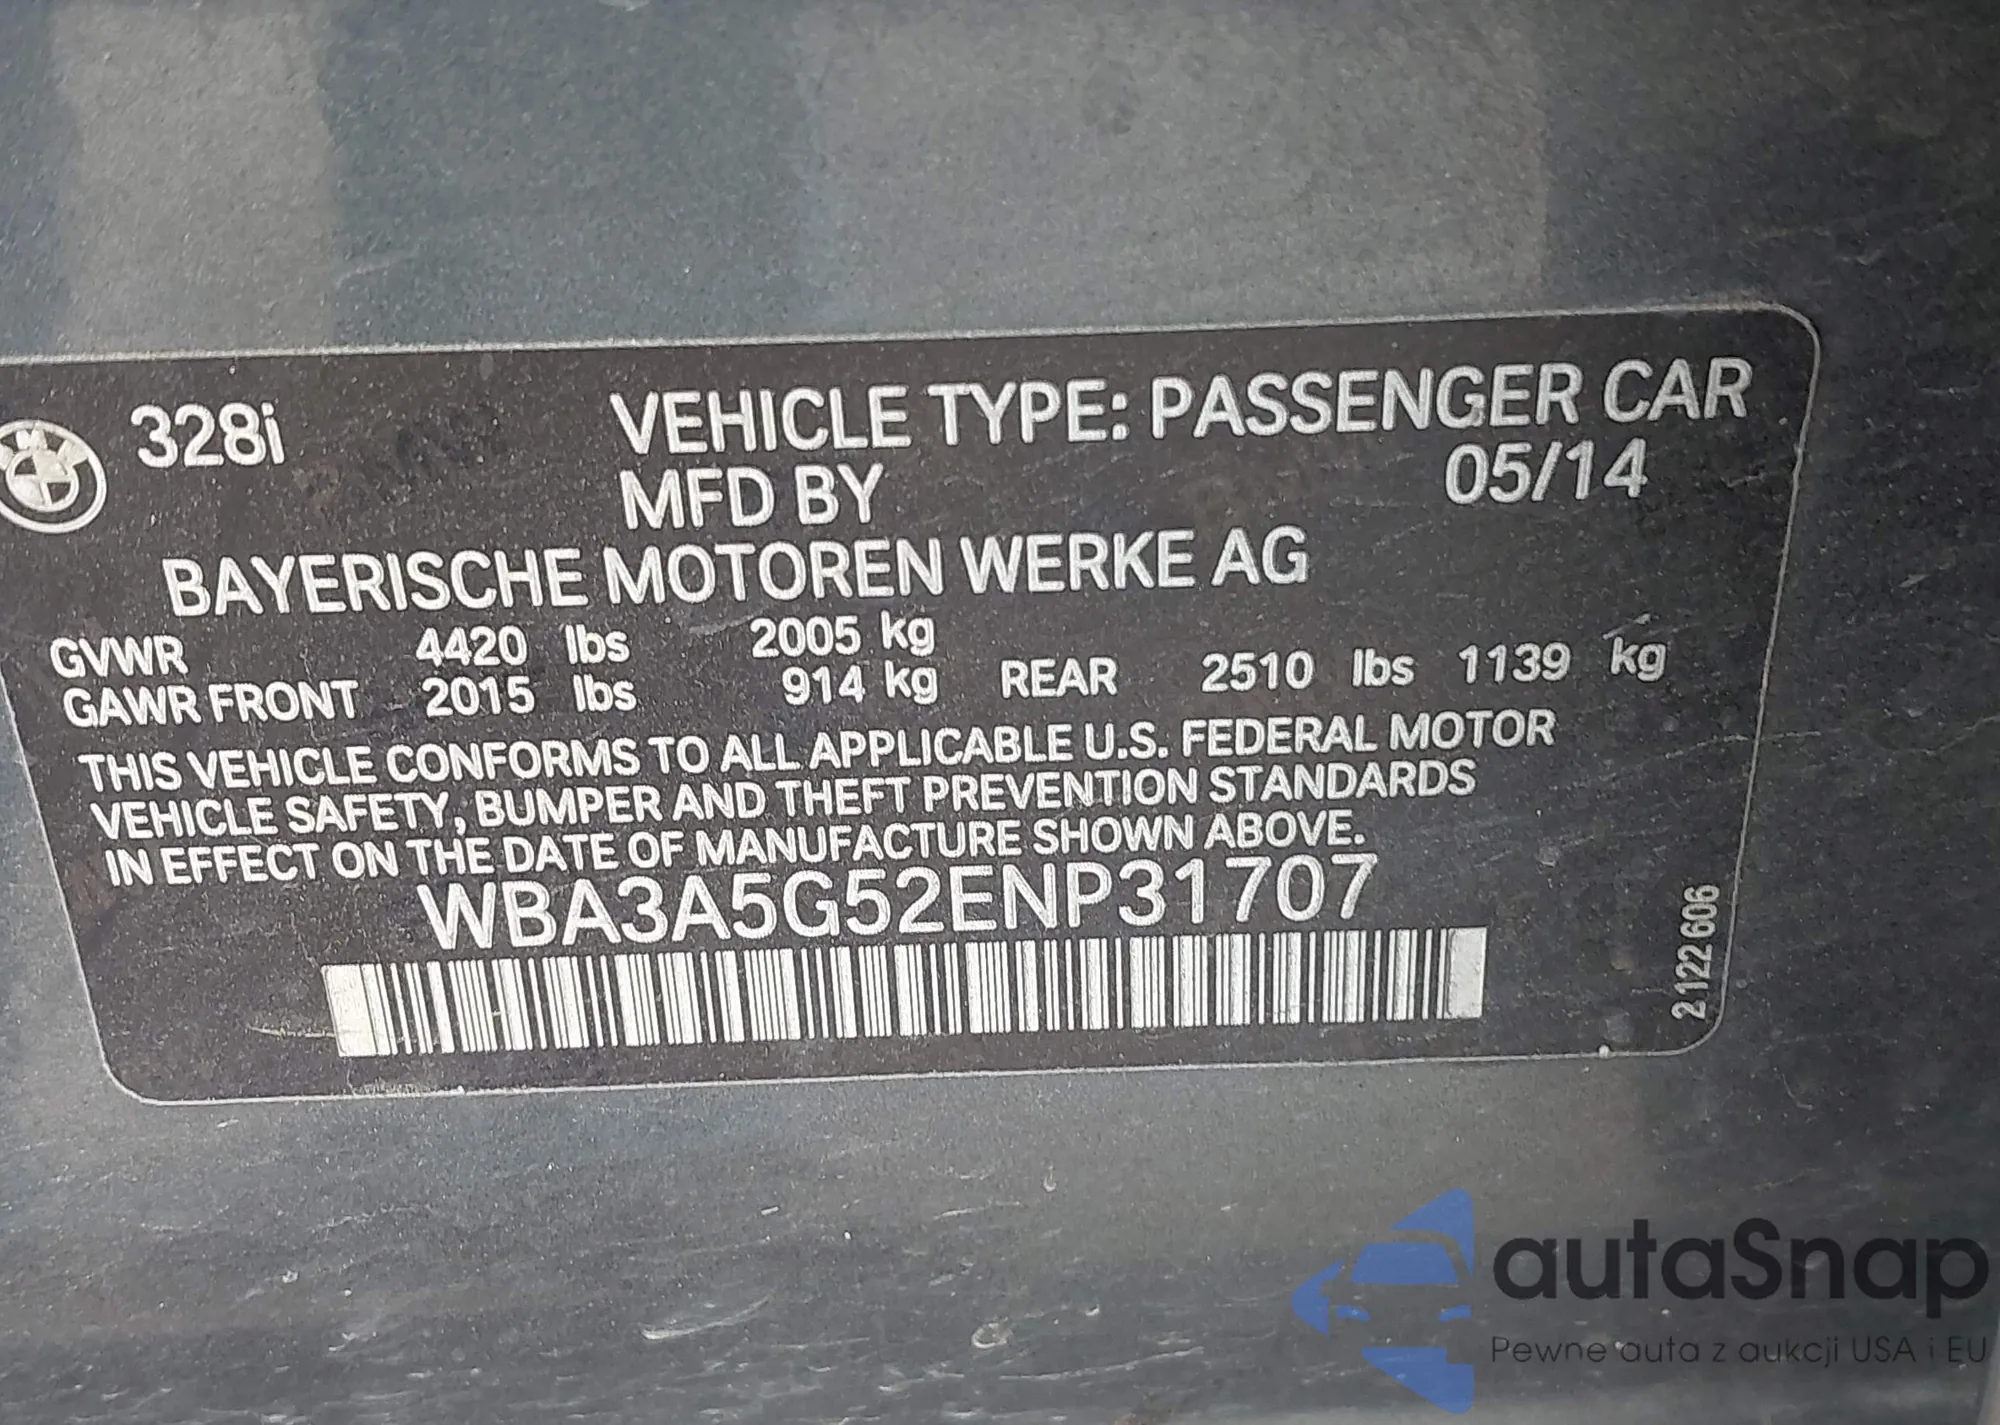 328i
VEHICLE TYPE: PASSENGER CAR
MFD BY 05/14
BAYERISCHE MOTOREN WERKE AG
GVWR 4420 lbs 2005 kg
GAWR FRONT 2015 lbs 914 kg REAR 2510 lbs 1139 kg
THIS VEHICLE CONFORMS TO ALL APPLICABLE U.S. FEDERAL MOTOR
VEHICLE SAFETY, BUMPER AND THEFT PREVENTION STANDARDS
IN EFFECT ON THE DATE OF MANUFACTURE SHOWN ABOVE.
WBA3A5G52ENP31707
2122606
autaSnap
Pewne auta z aukcji USA i EU